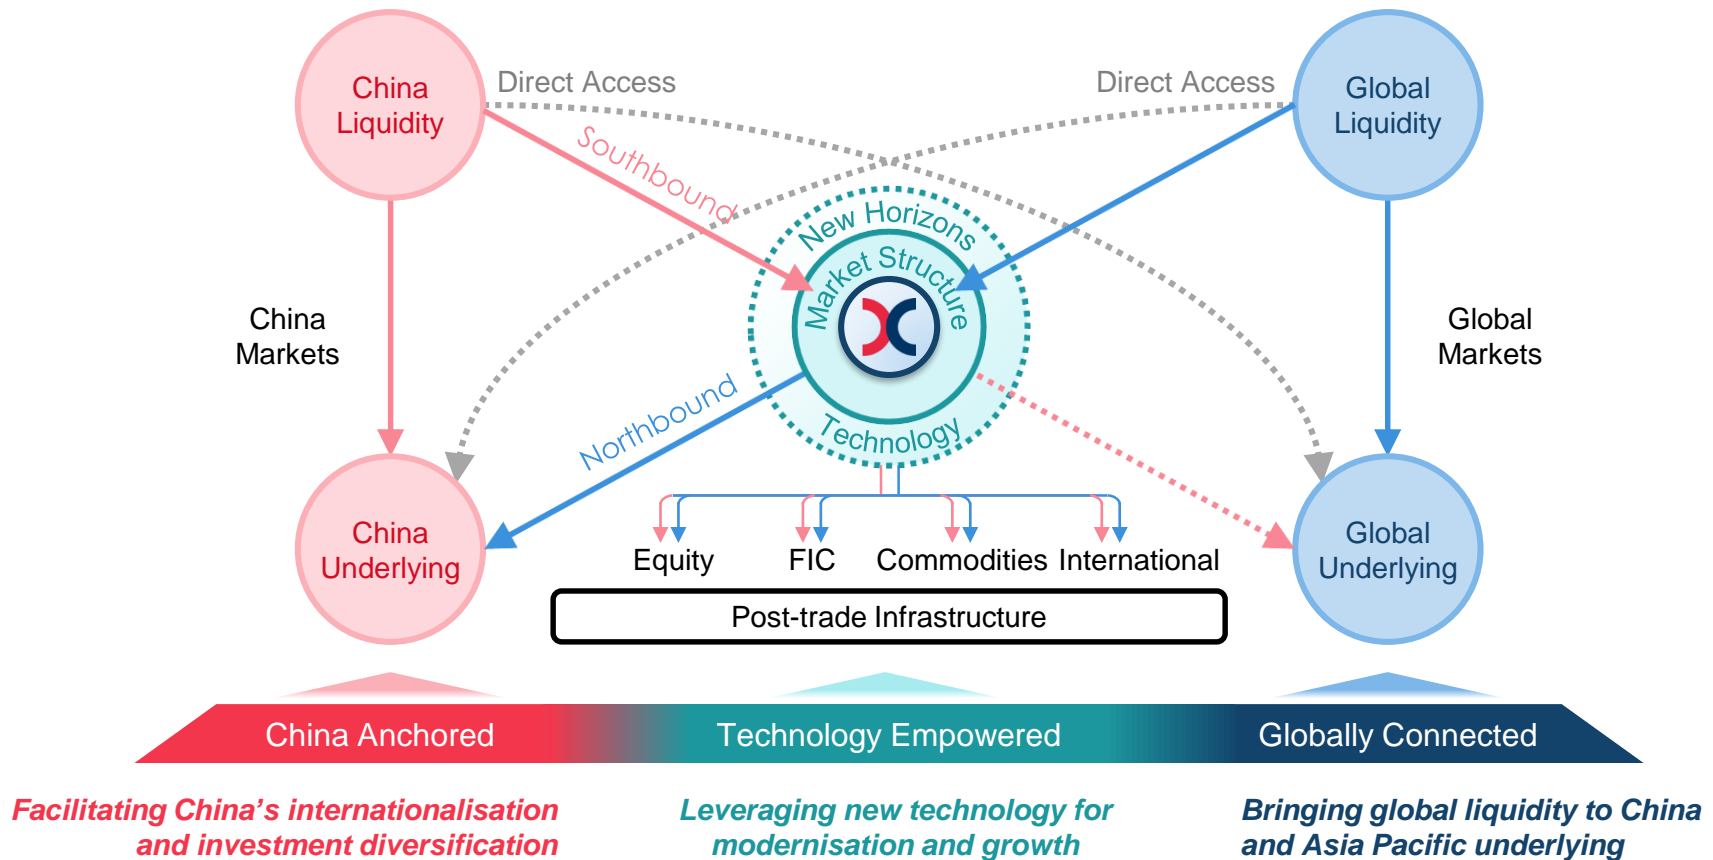 China
Liquidity
Direct Access
Direct Access
Global
Liquidity
Southbound
New Horizons
Market Structure
Technology
China
Markets
Global
Markets
Northbound
China
Underlying
Equity
FIC
Commodities
International
Global
Underlying
Post-trade Infrastructure
China Anchored
Technology Empowered
Globally Connected
Facilitating China’s internationalisation
and investment diversification
Leveraging new technology for
modernisation and growth
Bringing global liquidity to China
and Asia Pacific underlying